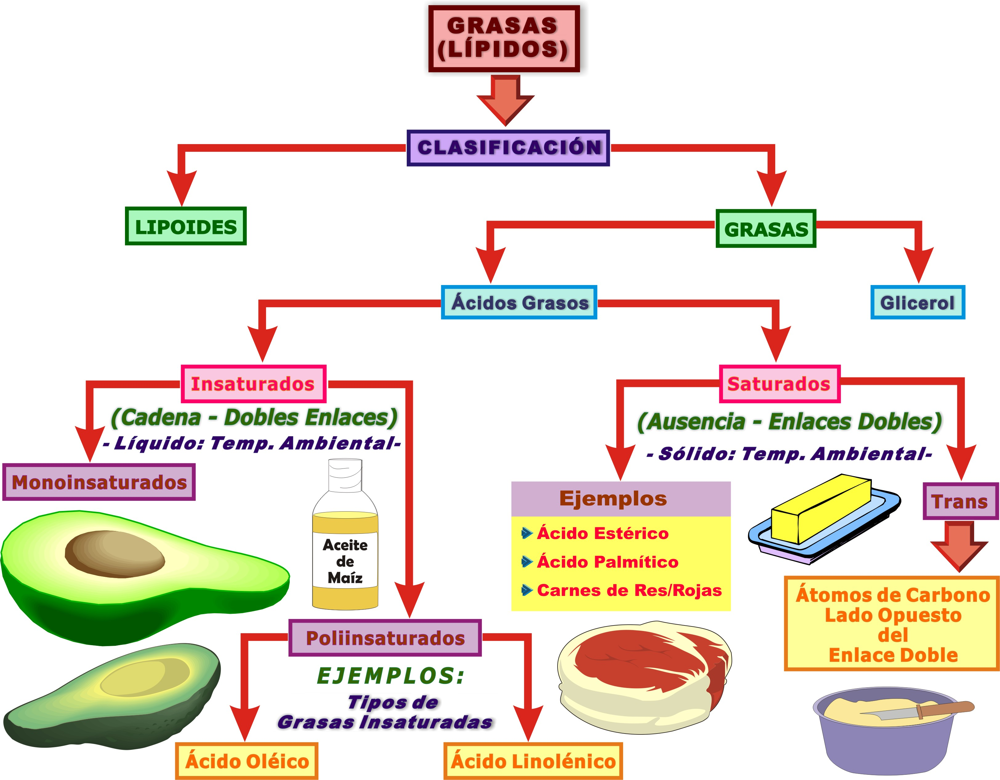 GRASAS
(LÍPIDOS)
CLASIFICACIÓN
LIPOIDES
GRASAS
Ácidos Grasos
Glicerol
Insaturados
(Cadena - Dobles Enlaces)
- Líquido: Temp. Ambiental-
Saturados
(Ausencia - Enlaces Dobles)
- Sólido: Temp. Ambiental-
Monoinsaturados
Aceite
de
Maíz
Ejemplos
Ácido Estérico
Ácido Palmítico
Carnes de Res/Rojas
Trans
Átomos de Carbono
Lado Opuesto
del
Enlace Doble
Poliinsaturados
EJEMPLOS:
Tipos de
Grasas Insaturadas
Ácido Oléico
Ácido Linolénico